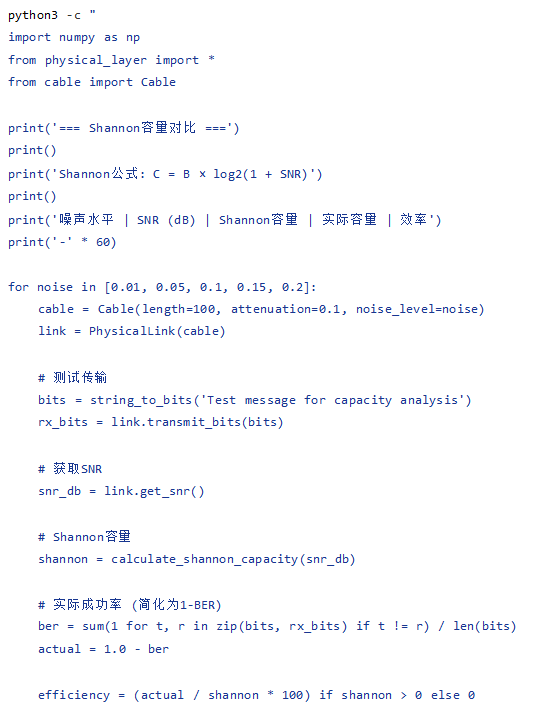 python3 -c "
import numpy as np
from physical_layer import *
from cable import Cable

print('=== Shannon容量对比 ===')
print()
print('Shannon公式: C = B × log2(1 + SNR)')
print()
print('噪声水平 | SNR (dB) | Shannon容量 | 实际容量 | 效率')
print('-' * 60)

for noise in [0.01, 0.05, 0.1, 0.15, 0.2]:
    cable = Cable(length=100, attenuation=0.1, noise_level=noise)
    link = PhysicalLink(cable)

    # 测试传输
    bits = string_to_bits('Test message for capacity analysis')
    rx_bits = link.transmit_bits(bits)

    # 获取SNR
    snr_db = link.get_snr()

    # Shannon容量
    shannon = calculate_shannon_capacity(snr_db)

    # 实际成功率 (简化为1-BER)
    ber = sum(1 for t, r in zip(bits, rx_bits) if t != r) / len(bits)
    actual = 1.0 - ber

    efficiency = (actual / shannon * 100) if shannon > 0 else 0